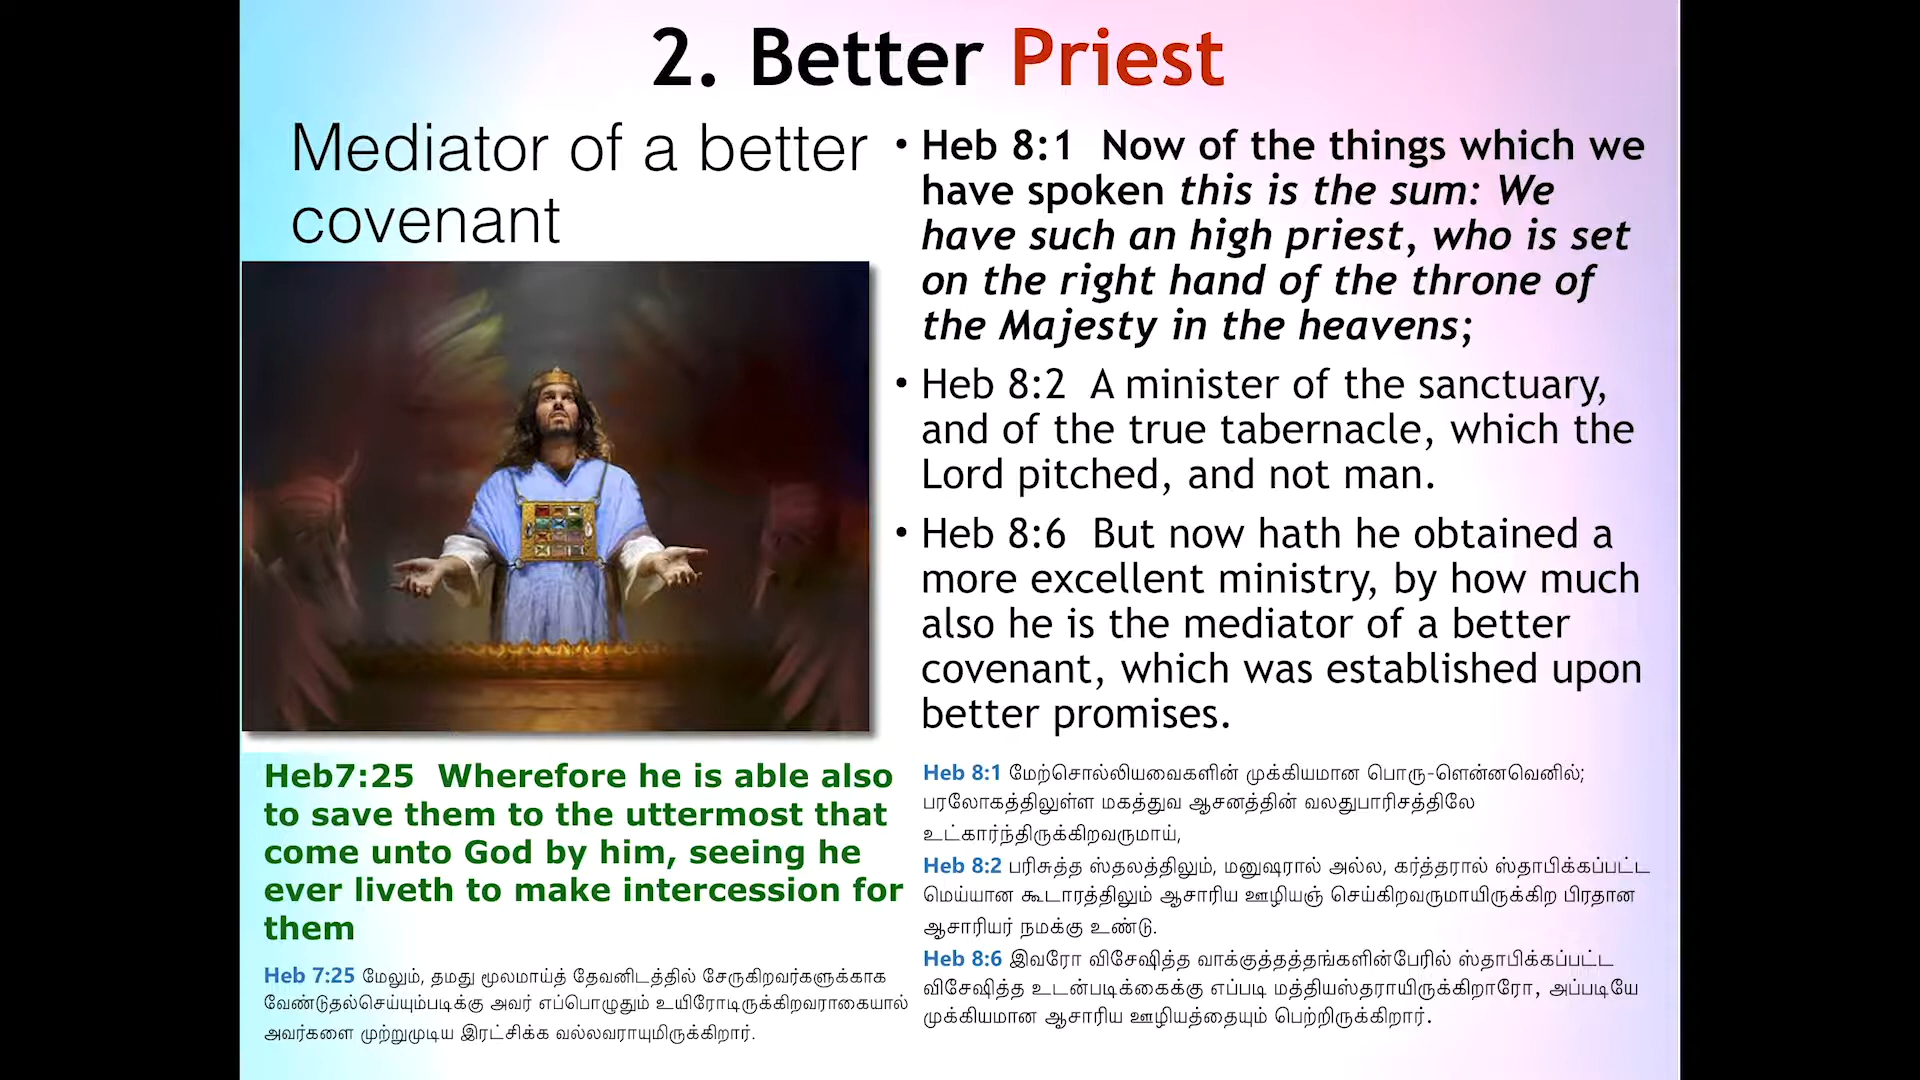 2. Better Priest
Mediator of a better
covenant
• Heb 8:1 Now of the things which we
have spoken this is the sum: We
have such an high priest, who is set
on the right hand of the throne of
the Majesty in the heavens;
• Heb 8:2 A minister of the sanctuary,
and of the true tabernacle, which the
Lord pitched, and not man.
• Heb 8:6 But now hath he obtained a
more excellent ministry, by how much
also he is the mediator of a better
covenant, which was established upon
better promises.
Heb7:25 Wherefore he is able also
to save them to the uttermost that
come unto God by him, seeing he
ever liveth to make intercession for
them
Heb 7:25 மேலும், தமது மூலமாய்த் தேவனிடத்தில் சேருகிறவர்களுக்காக
வேண்டுதல்செய்யும்படிக்கு அவர் எப்பொழுதும் உயிரோடிருக்கிறவராகையால்
அவர்களை முற்றுமுடிய இரட்சிக்க வல்லவராயுமிருக்கிறார்.
Heb 8:1 மேற்சொல்லியவைகளின் முக்கியமான பொரு-ளென்னவெனில்;
பரலோகத்திலுள்ள மகத்துவ ஆசனத்தின் வலதுபாரிசத்திலே
உட்கார்ந்திருக்கிறவருமாய்,
Heb 8:2 பரிசுத்த ஸ்தலத்திலும், மனுஷரால் அல்ல, கர்த்தரால் ஸ்தாபிக்கப்பட்ட
மெய்யான கூடாரத்திலும் ஆசாரிய ஊழியஞ் செய்கிறவருமாயிருக்கிற பிரதான
ஆசாரியர் நமக்கு உண்டு.
Heb 8:6 இவரோ விசேஷித்த வாக்குத்தத்தங்களின்பேரில் ஸ்தாபிக்கப்பட்ட
விசேஷித்த உடன்படிக்கைக்கு எப்படி மத்தியஸ்தராயிருக்கிறாரோ, அப்படியே
முக்கியமான ஆசாரிய ஊழியத்தையும் பெற்றிருக்கிறார்.